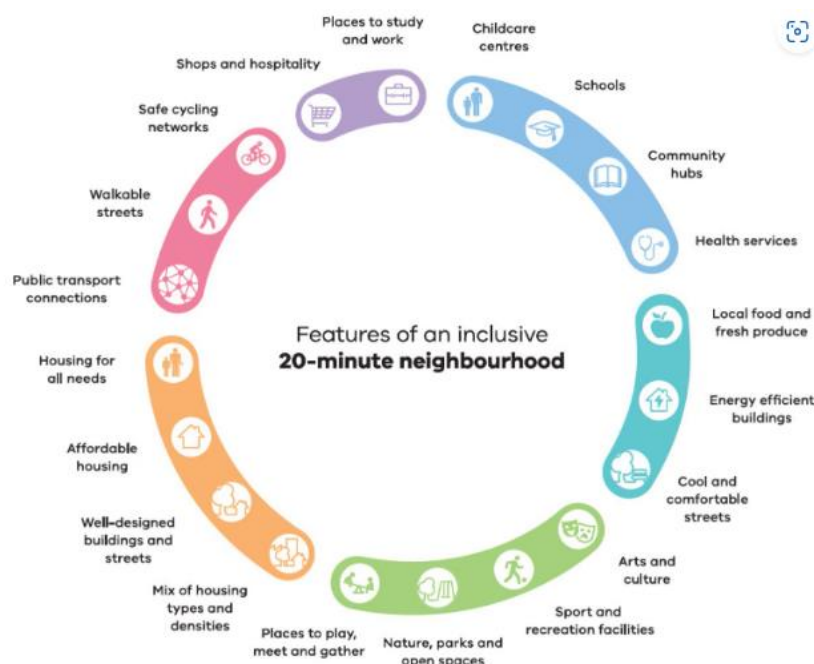 Features of an inclusive
20-minute neighbourhood
Places to study
and work
Childcare
centres
Schools
Community
hubs
Health services
Local food and
fresh produce
Energy efficient
buildings
Cool and
comfortable
streets
Arts and
culture
Sport and
recreation facilities
Nature, parks and
open spaces
Places to play,
meet and gather
Mix of housing
types and
densities
Well-designed
buildings and
streets
Affordable
housing
Housing for
all needs
Public transport
connections
Walkable
streets
Safe cycling
networks
Shops and hospitality